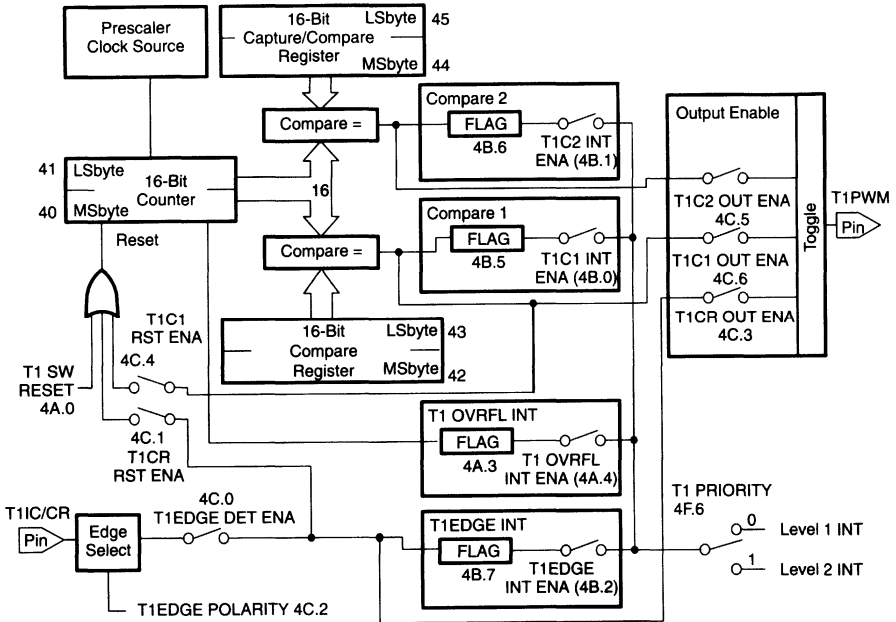 Prescaler
Clock Source
16-Bit
Capture/Compare
Register
LSbyte
45
MSbyte
44
Compare =
41
LSbyte
16-Bit
Counter
40
MSbyte
Reset
16
Compare =
16-Bit
Compare
Register
LSbyte
43
MSbyte
42
Compare 2
FLAG
4B.6
T1C2 INT
ENA (4B.1)
Compare 1
FLAG
4B.5
T1C1 INT
ENA (4B.0)
Output Enable
T1C2 OUT ENA
4C.5
T1C1 OUT ENA
4C.6
T1CR OUT ENA
4C.3
Toggle
T1PWM
Pin
T1C1
RST ENA
4C.4
T1 SW
RESET
4A.0
4C.1
T1CR
RST ENA
T1 OVRFL INT
FLAG
4A.3
T1 OVRFL
INT ENA (4A.4)
T1IC/CR
Pin
Edge
Select
4C.0
T1EDGE DET ENA
T1EDGE POLARITY 4C.2
T1EDGE INT
FLAG
4B.7
T1EDGE
INT ENA (4B.2)
T1 PRIORITY
4F.6
0
Level 1 INT
1
Level 2 INT